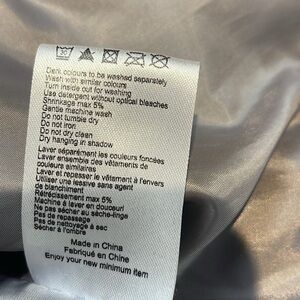 30
Dark colours to be washed separately
Wash with similar colours
Turn inside out for washing
Use detergent without optical bleaches
Shrinkage max 5%
Gentle machine wash
Do not tumble dry
Do not iron
Do not dry clean
Dry hanging in shadow
Laver séparément les couleurs foncées
Laver ensemble des vêtements de
couleurs similaires
Laver et repasser le vêtement à l'envers
Utiliser une lessive sans agent
de blanchiment
Rétrécissement max 5%
Machine à laver en douceur
Ne pas sécher au sèche-linge
Pas de repassage
Pas de nettoyage à sec
Sécher à l'ombre
Made in China
Fabriqué en Chine
Enjoy your new minimum item